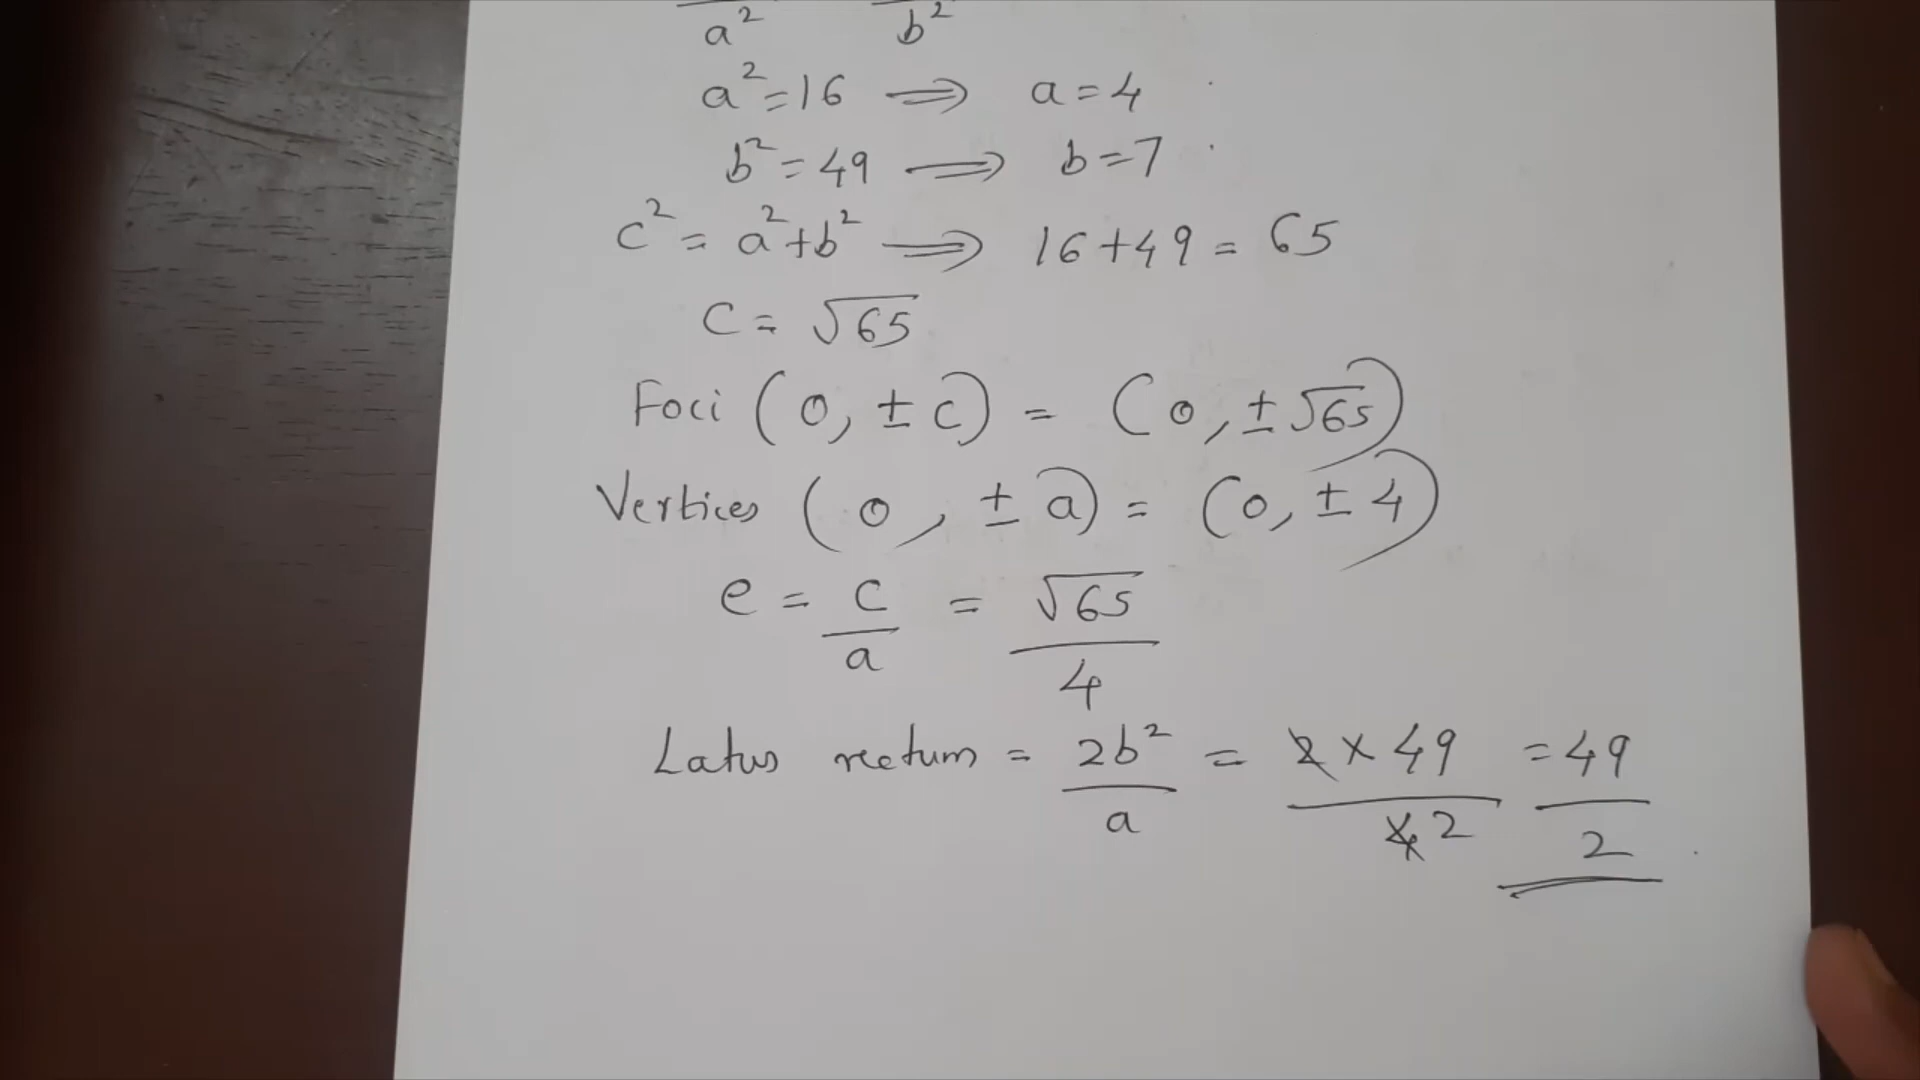 a² b²
a² = 16 ⟹ a = 4
b² = 49 ⟹ b = 7
c² = a² + b² ⟹ 16 + 49 = 65
c = √65
Foci (0, ± c) = (0, ± √65)
Vertices (0, ± a) = (0, ± 4)
e = c/a = √65/4
Latus rectum = 2b²/a = 2 × 49/4 2 = 49/2